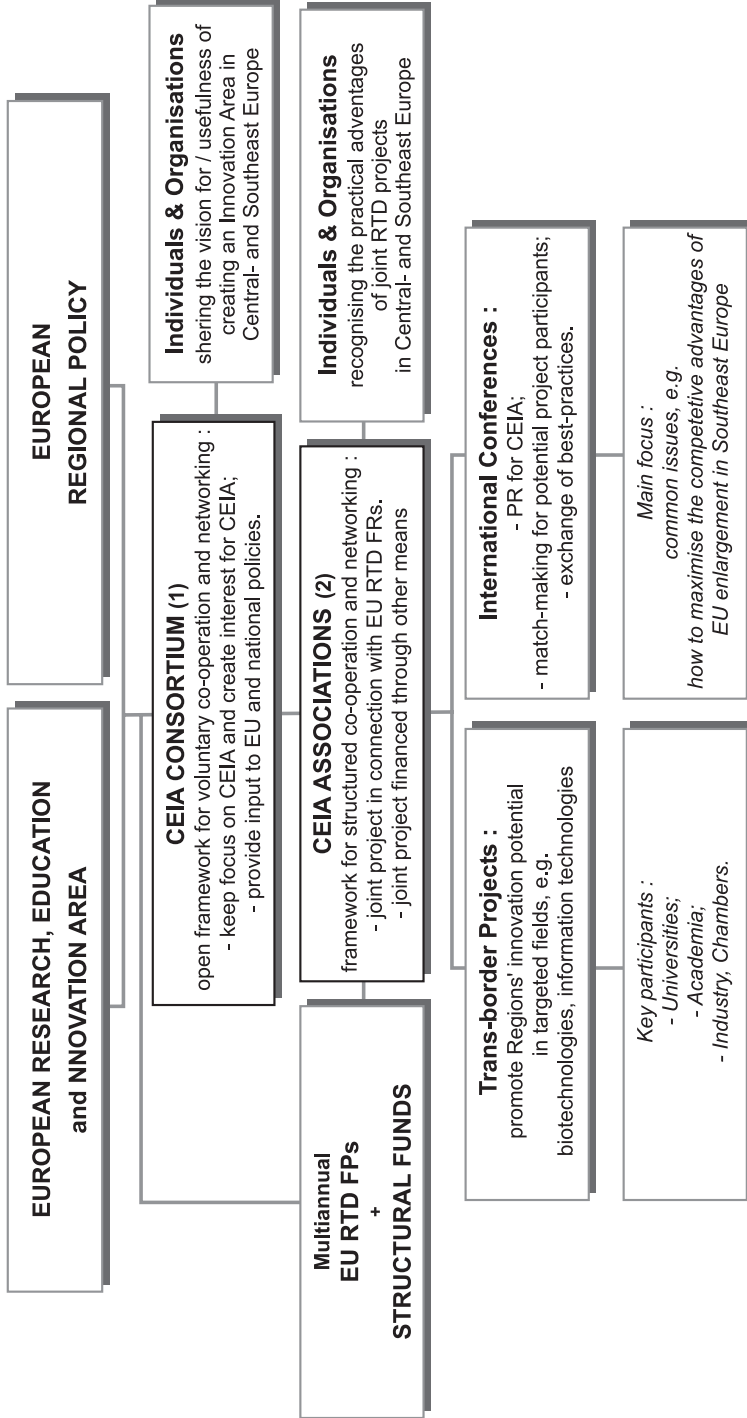 EUROPEAN RESEARCH, EDUCATION
and NNOVATION AREA
EUROPEAN
REGIONAL POLICY
CEIA CONSORTIUM (1)
open framework for voluntary co-operation and networking :
- keep focus on CEIA and create interest for CEIA;
- provide input to EU and national policies.
Individuals & Organisations
shering the vision for / usefulness of
creating an Innovation Area in
Central- and Southeast Europe
Multiannual
EU RTD FPs
+
STRUCTURAL FUNDS
CEIA ASSOCIATIONS (2)
framework for structured co-operation and networking :
- joint project in connection with EU RTD FRs.
- joint project financed through other means
Individuals & Organisations
recognising the practical adventages
of joint RTD projects
in Central- and Southeast Europe
Trans-border Projects :
promote Regions' innovation potential
in targeted fields, e.g.
biotechnologies, information technologies
International Conferences :
- PR for CEIA;
- match-making for potential project participants;
- exchange of best-practices.
Key participants :
- Universities;
- Academia;
- Industry, Chambers.
Main focus :
common issues, e.g.
how to maximise the competetive advantages of
EU enlargement in Southeast Europe